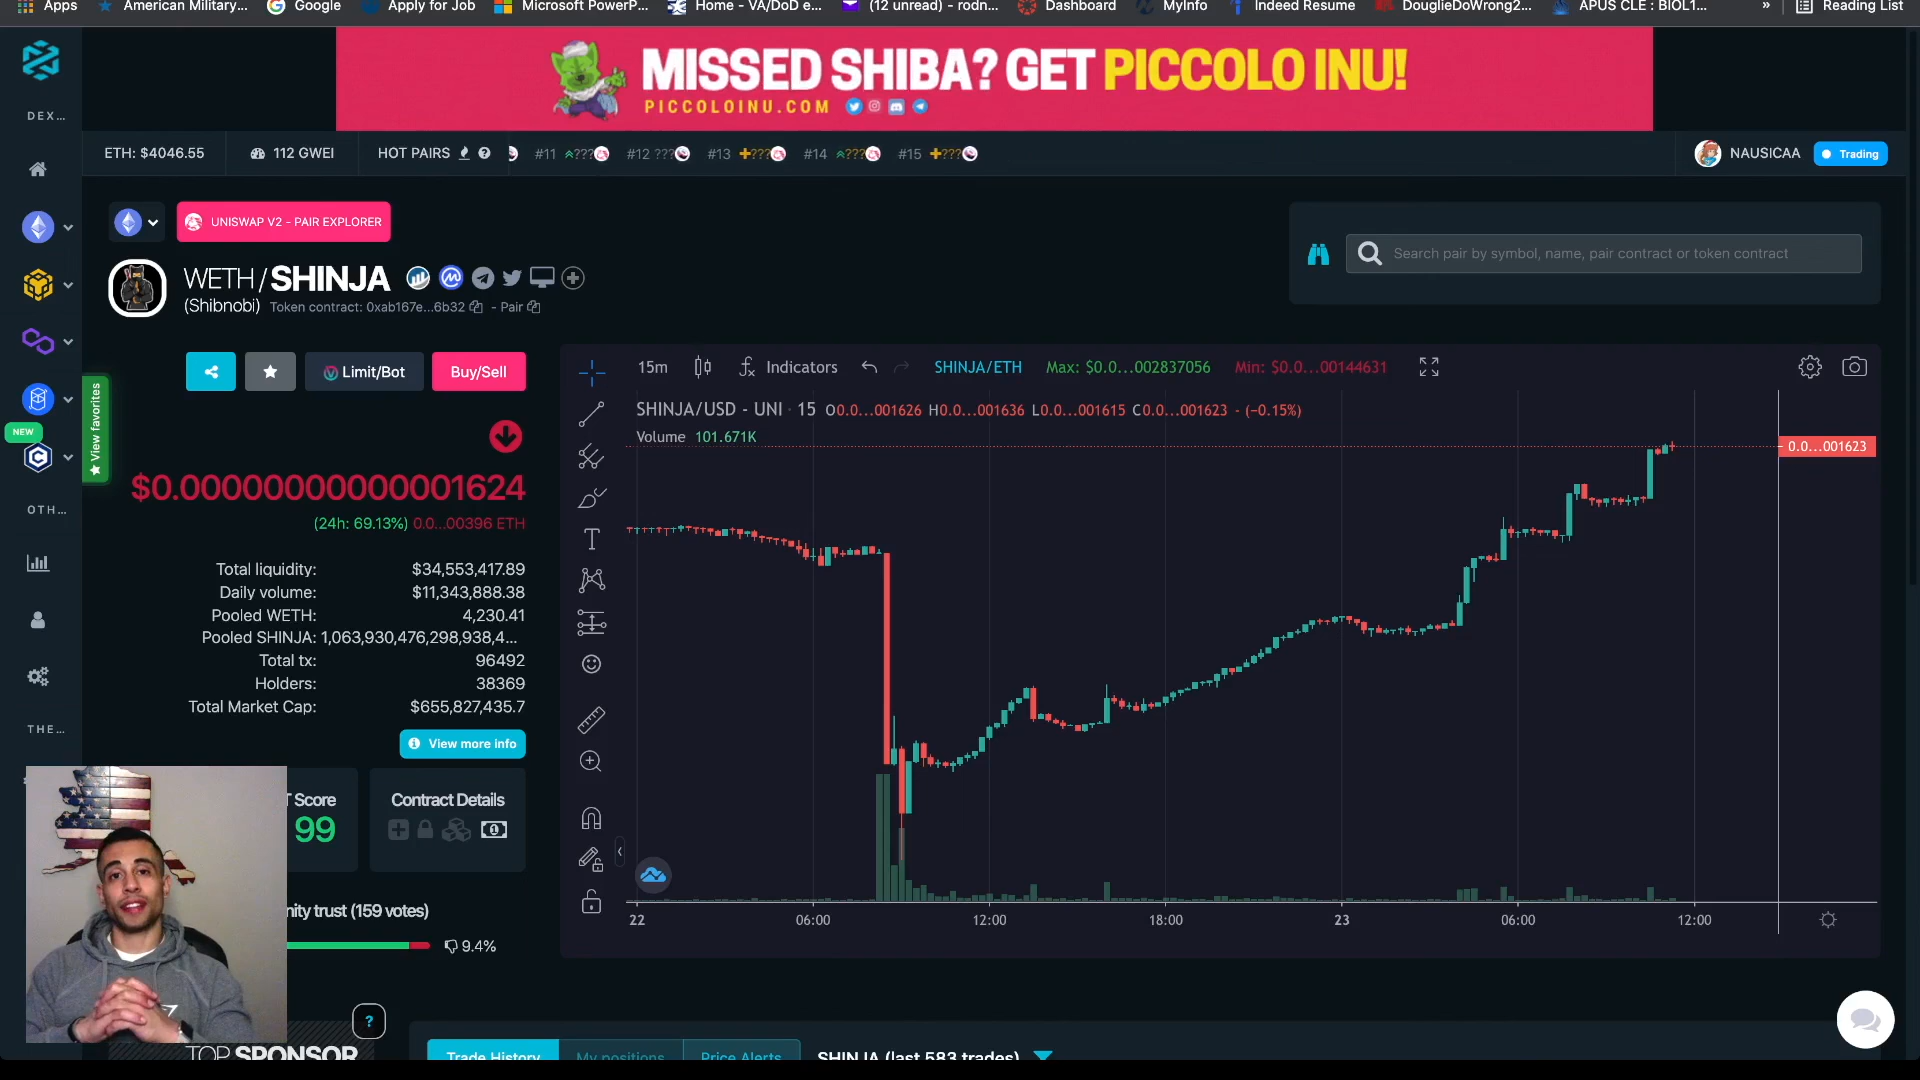 Apps
American Military...
Google
Apply for Job
Microsoft PowerP...
Home - VA/DoD e...
(12 unread) - rodn...
Dashboard
MyInfo
Indeed Resume
DouglieDoWrong2...
APUS CLE : BIOL1...
»
Reading List
MISSED SHIBA? GET PICCOLO INU!
PICCOLOINU.COM
DEX...
ETH: $4046.55
112 GWEI
HOT PAIRS
#11 ???
#12 ???
#13 ???
#14 ???
#15 ???
NAUSICAA
Trading
UNISWAP V2 - PAIR EXPLORER
Search pair by symbol, name, pair contract or token contract
WETH/SHINJA
(Shibnobi) Token contract: 0xab167e...6b32 - Pair
Limit/Bot
Buy/Sell
15m
Indicators
SHINJA/ETH
Max: $0.0...002837056
Min: $0.0...00144631
SHINJA/USD - UNI · 15 O0.0...001626 H0.0...001636 L0.0...001615 C0.0...001623 - (−0.15%)
Volume 101.671K
0.0...001623
NEW
View favorites
$0.00000000000001624
(24h: 69.13%) 0.0...00396 ETH
OTH...
Total liquidity: $34,553,417.89
Daily volume: $11,343,888.38
Pooled WETH: 4,230.41
Pooled SHINJA: 1,063,930,476,298,938,4...
Total tx: 96492
Holders: 38369
Total Market Cap: $655,827,435.7
THE...
View more info
T Score
99
Contract Details
nity trust (159 votes)
9.4%
22
06:00
12:00
18:00
23
06:00
12:00
?
TOP SPONSOR
Trade History
My positions
Price Alerts
SHINJA (last 583 trades)